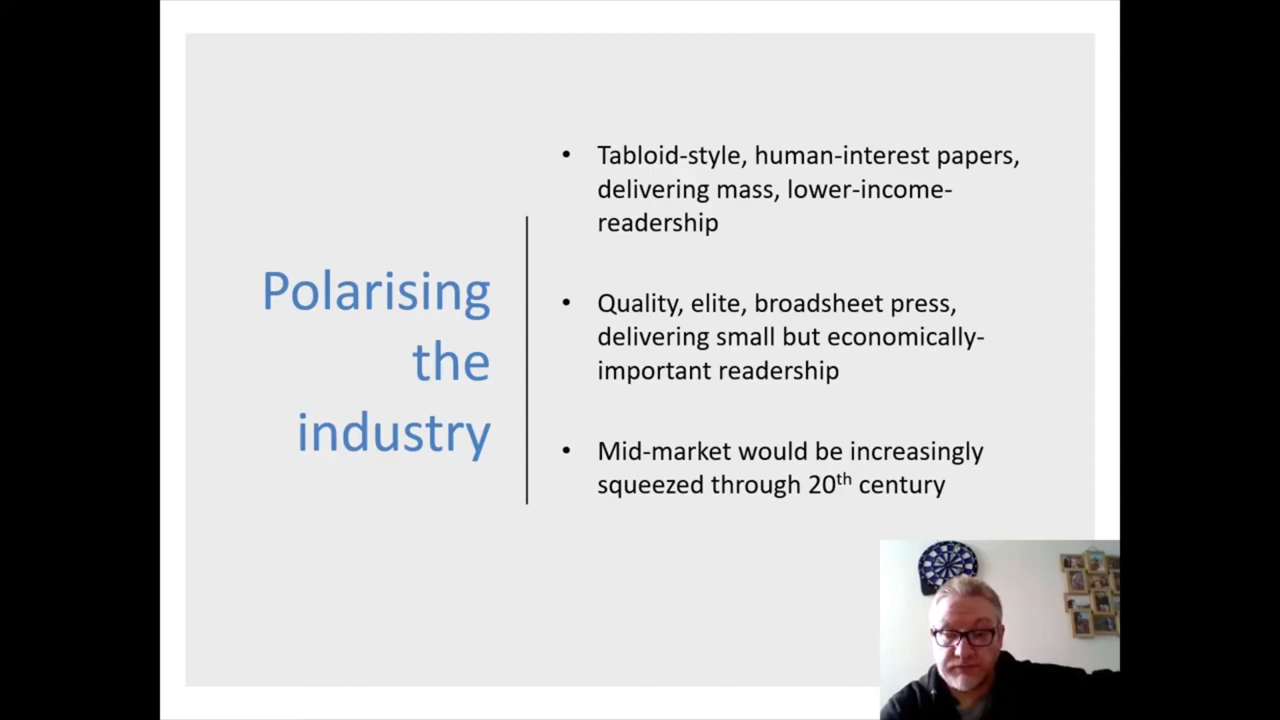 Polarising
the
industry
• Tabloid-style, human-interest papers,
delivering mass, lower-income-
readership
• Quality, elite, broadsheet press,
delivering small but economically-
important readership
• Mid-market would be increasingly
squeezed through 20th century